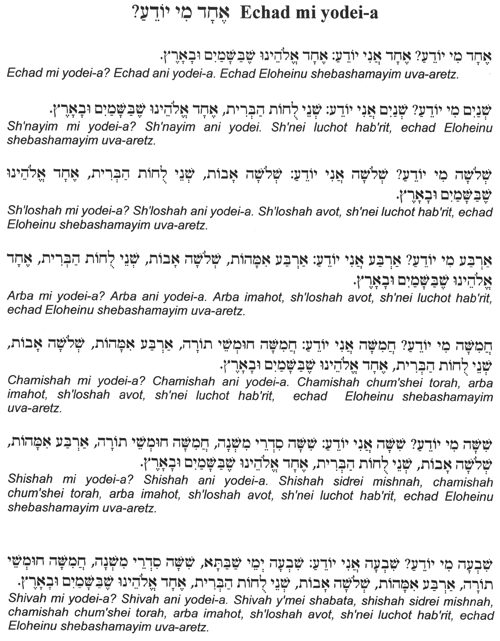 אֶחָד מִי יוֹדֵעַ? Echad mi yodei-a
אֶחָד מִי יוֹדֵעַ? אֶחָד אֲנִי יוֹדֵעַ: אֶחָד אֱלֹהֵינוּ שֶׁבַּשָּׁמַיִם וּבָאָרֶץ.
Echad mi yodei-a? Echad ani yodei-a. Echad Eloheinu shebashamayim uva-aretz.
שְׁנַיִם מִי יוֹדֵעַ? שְׁנַיִם אֲנִי יוֹדֵע: שְׁנֵי לֻחוֹת הַבְּרִית, אֶחָד אֱלֹהֵינוּ שֶׁבַּשָּׁמַיִם וּבָאָרֶץ.
Sh'nayim mi yodei-a? Sh'nayim ani yodei. Sh'nei luchot hab'rit, echad Eloheinu
shebashamayim uva-aretz.
שְׁלֹשָׁה מִי יוֹדֵעַ? שְׁלֹשָׁה אֲנִי יוֹדֵעַ: שְׁלֹשָׁה אָבוֹת, שְׁנֵי לֻחוֹת הַבְּרִית, אֶחָד אֱלֹהֵינוּ
שֶׁבַּשָּׁמַיִם וּבָאָרֶץ.
Sh'loshah mi yodei-a? Sh'loshah ani yodei-a. Sh'loshah avot, sh'nei luchot hab'rit, echad
Eloheinu shebashamayim uva-aretz.
אַרְבַּע מִי יוֹדֵעַ? אַרְבַּע אֲנִי יוֹדֵעַ: אַרְבַּע אִמָּהוֹת, שְׁלֹשָׁה אָבוֹת, שְׁנֵי לֻחוֹת הַבְּרִית, אֶחָד
אֱלֹהֵינוּ שֶׁבַּשָּׁמַיִם וּבָאָרֶץ.
Arba mi yodei-a? Arba ani yodei-a. Arba imahot, sh'loshah avot, sh'nei luchot hab'rit,
echad Eloheinu shebashamayim uva-aretz.
חֲמִשָּׁה מִי יוֹדֵעַ? חֲמִשָּׁה אֲנִי יוֹדֵעַ: חֲמִשָּׁה חוּמְשֵׁי תוֹרָה, אַרְבַּע אִמָּהוֹת, שְׁלֹשָׁה אָבוֹת,
שְׁנֵי לֻחוֹת הַבְּרִית, אֶחָד אֱלֹהֵינוּ שֶׁבַּשָּׁמַיִם וּבָאָרֶץ.
Chamishah mi yodei-a? Chamishah ani yodei-a. Chamishah chum'shei torah, arba
imahot, sh'loshah avot, sh'nei luchot hab'rit, echad Eloheinu shebashamayim
uva-aretz.
שִׁשָּׁה מִי יוֹדֵעַ? שִׁשָּׁה אֲנִי יוֹדֵעַ: שִׁשָּׁה סִדְרֵי מִשְׁנָה, חֲמִשָּׁה חוּמְשֵׁי תוֹרָה, אַרְבַּע אִמָּהוֹת,
שְׁלֹשָׁה אָבוֹת, שְׁנֵי לֻחוֹת הַבְּרִית, אֶחָד אֱלֹהֵינוּ שֶׁבַּשָּׁמַיִם וּבָאָרֶץ.
Shishah mi yodei-a? Shishah ani yodei-a. Shishah sidrei mishnah, chamishah
chum'shei torah, arba imahot, sh'loshah avot, sh'nei luchot hab'rit, echad Eloheinu
shebashamayim uva-aretz.
שִׁבְעָה מִי יוֹדֵעַ? שִׁבְעָה אֲנִי יוֹדֵעַ: שִׁבְעָה יְמֵי שַׁבַּתָּא, שִׁשָּׁה סִדְרֵי מִשְׁנָה, חֲמִשָּׁה חוּמְשֵׁי
תוֹרָה, אַרְבַּע אִמָּהוֹת, שְׁלֹשָׁה אָבוֹת, שְׁנֵי לֻחוֹת הַבְּרִית, אֶחָד אֱלֹהֵינוּ שֶׁבַּשָּׁמַיִם וּבָאָרֶץ.
Shivah mi yodei-a? Shivah ani yodei-a. Shivah y'mei shabata, shishah sidrei mishnah,
chamishah chum'shei torah, arba imahot, sh'loshah avot, sh'nei luchot hab'rit, echad
Eloheinu shebashamayim uva-aretz.